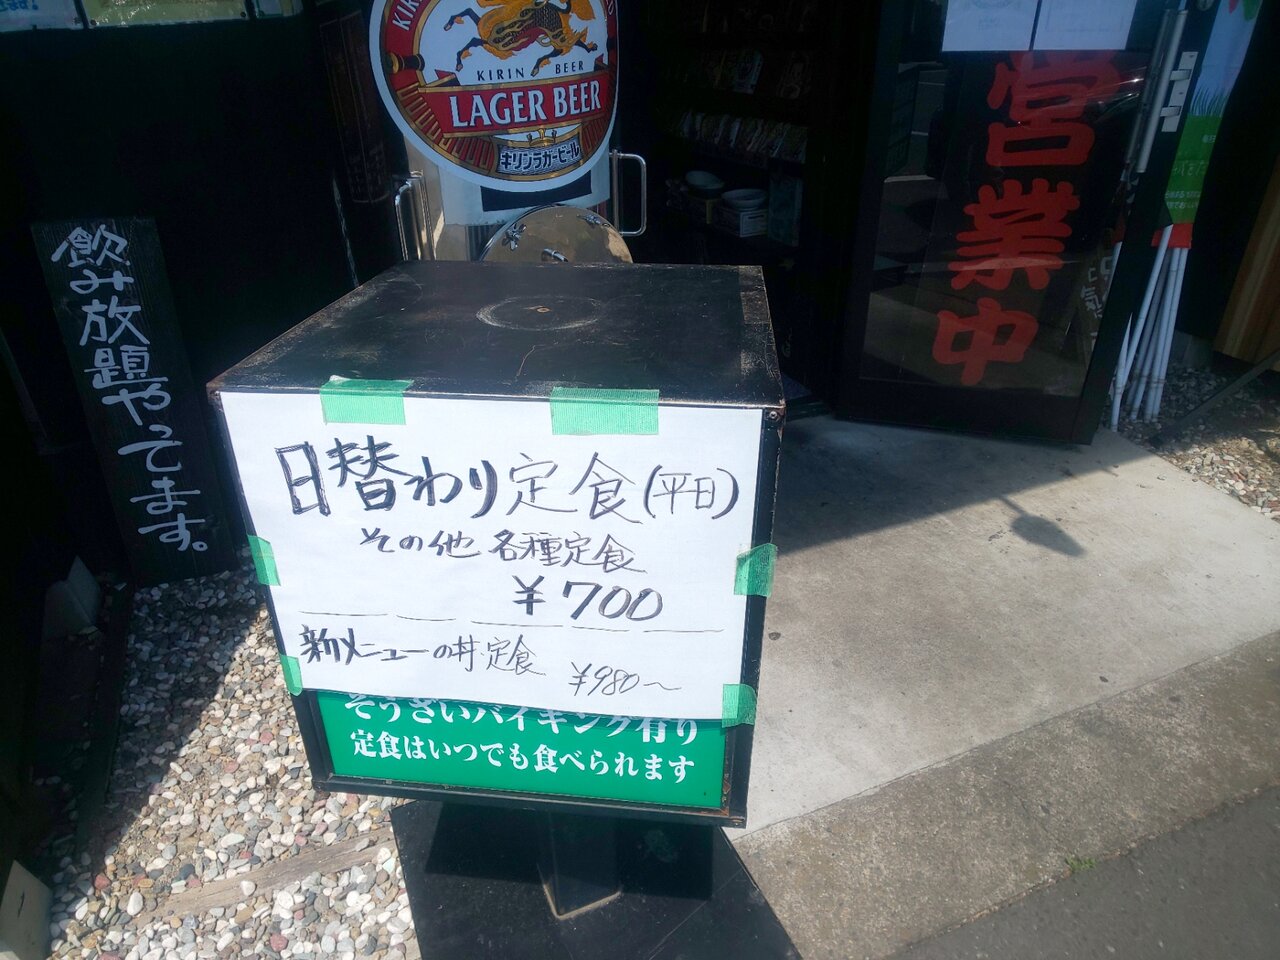 KIRIN BEER
LAGER BEER
キリンラガービール
営業中
飲み放題やってます。
日替わり定食(平日)
その他 各種定食
¥700
新メニューの丼・定食 ¥980〜
そうざいバイキング有り
定食はいつでも食べられます